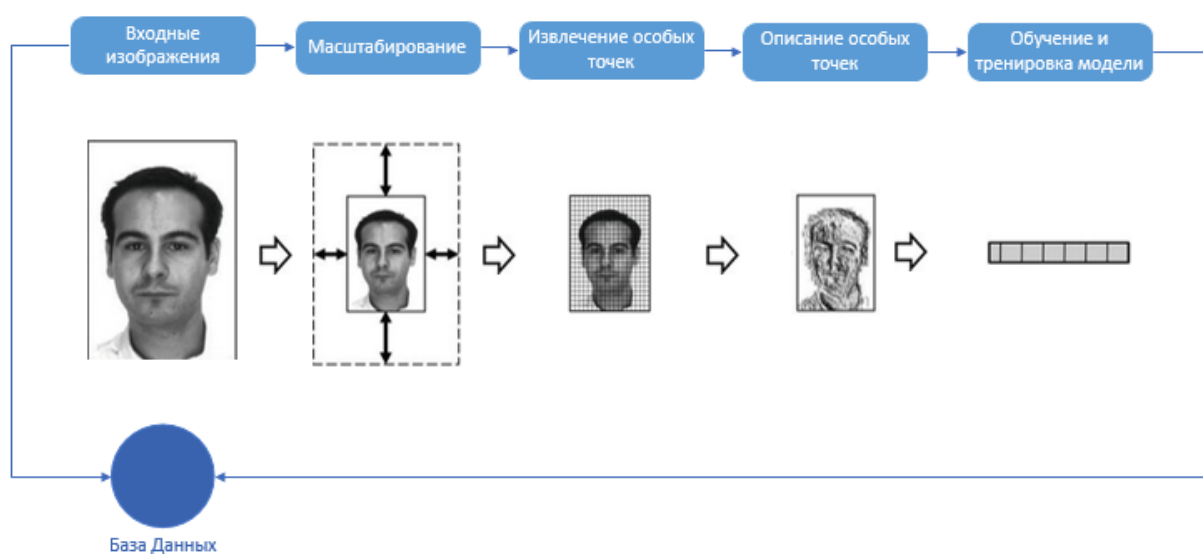 Входные
изображения
Масштабирование
Извлечение особых
точек
Описание особых
точек
Обучение и
тренировка модели
База Данных